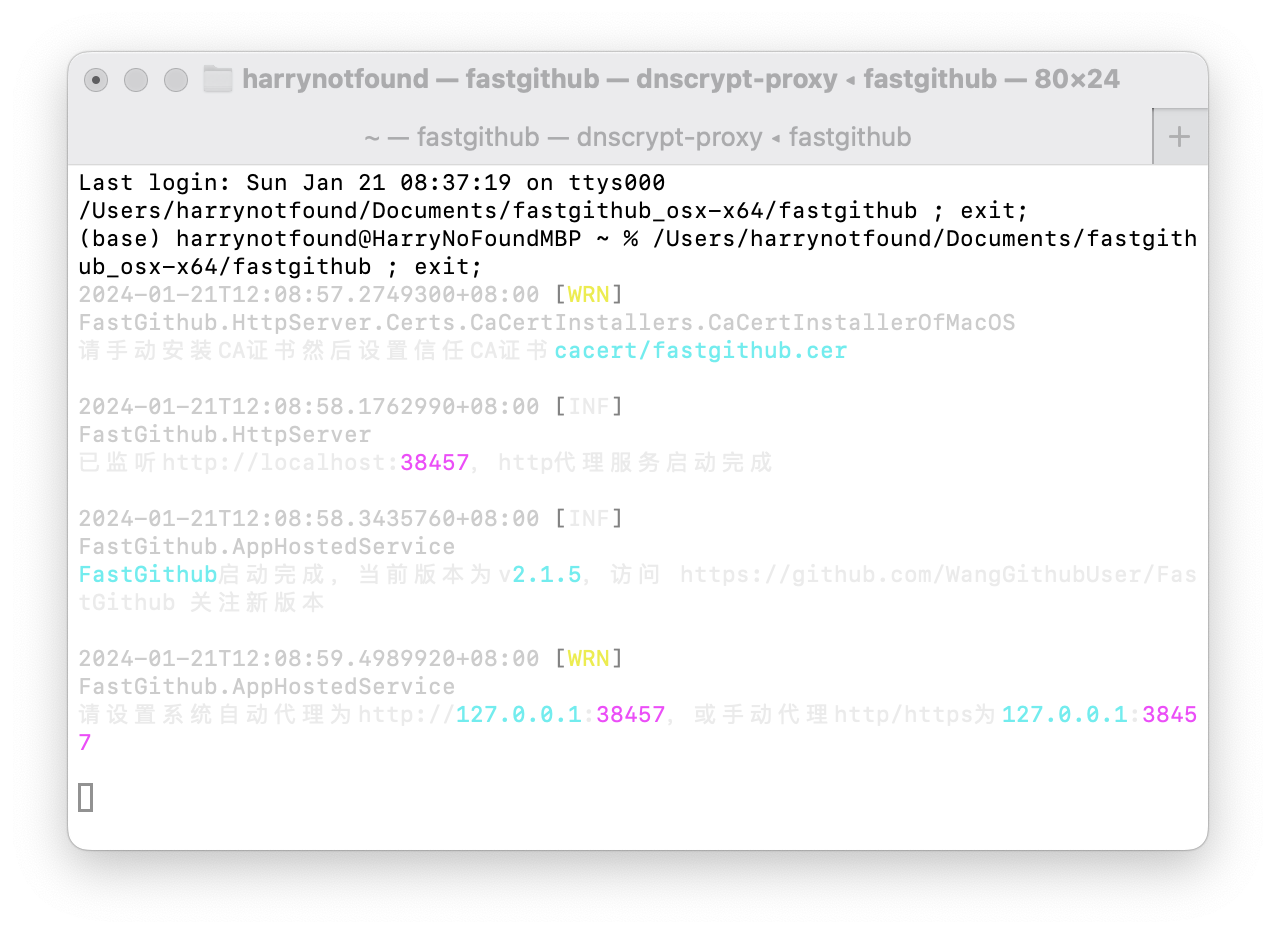 harrynotfound — fastgithub — dnscrypt-proxy ◂ fastgithub — 80×24
~ — fastgithub — dnscrypt-proxy ◂ fastgithub
+
Last login: Sun Jan 21 08:37:19 on ttys000
/Users/harrynotfound/Documents/fastgithub_osx-x64/fastgithub ; exit;
(base) harrynotfound@HarryNoFoundMBP ~ % /Users/harrynotfound/Documents/fastgith
ub_osx-x64/fastgithub ; exit;
2024-01-21T12:08:57.2749300+08:00 [WRN]
FastGithub.HttpServer.Certs.CaCertInstallers.CaCertInstallerOfMacOS
请手动安装CA证书然后设置信任CA证书cacert/fastgithub.cer
2024-01-21T12:08:58.1762990+08:00 [INF]
FastGithub.HttpServer
已监听http://localhost:38457，http代理服务启动完成
2024-01-21T12:08:58.3435760+08:00 [INF]
FastGithub.AppHostedService
FastGithub启动完成，当前版本为v2.1.5，访问 https://github.com/WangGithubUser/Fas
tGithub 关注新版本
2024-01-21T12:08:59.4989920+08:00 [WRN]
FastGithub.AppHostedService
请设置系统自动代理为http://127.0.0.1:38457，或手动代理http/https为127.0.0.1:3845
7